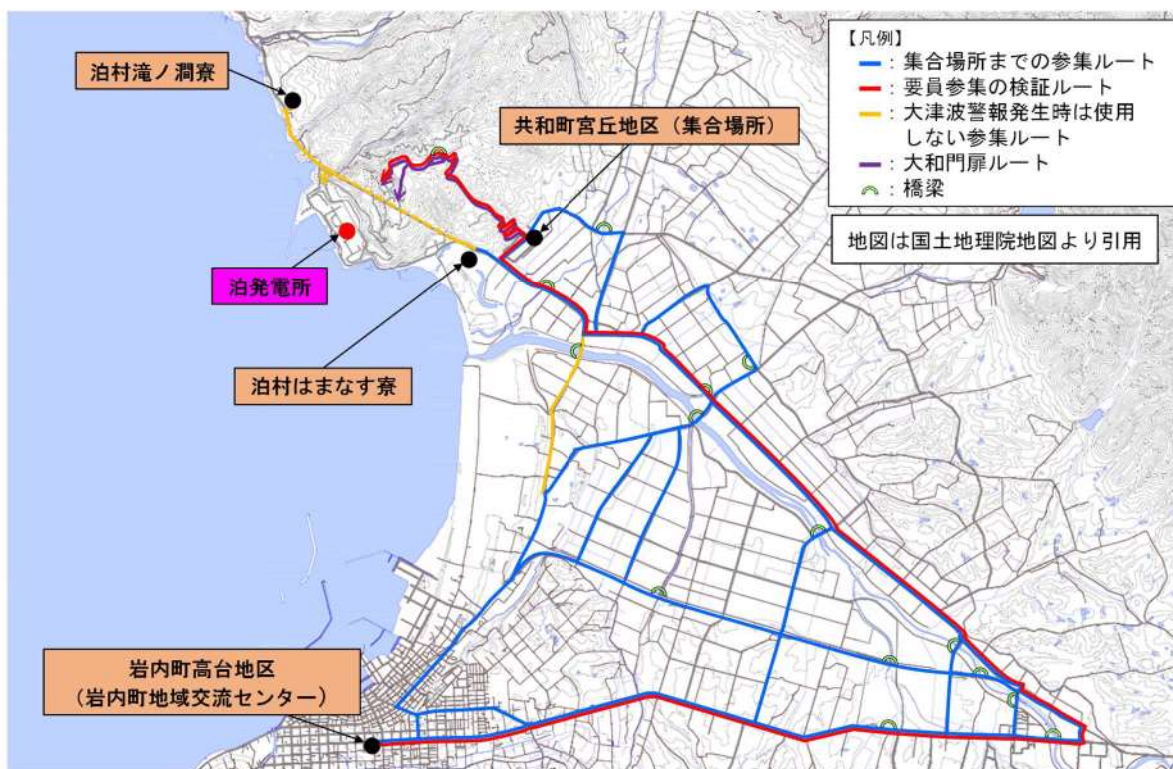 泊村滝ノ澗寮
共和町宮丘地区（集合場所）
【凡例】
：集合場所までの参集ルート
：要員参集の検証ルート
：大津波警報発生時は使用
しない参集ルート
：大和門扉ルート
：橋梁
地図は国土地理院地図より引用
泊発電所
泊村はまなす寮
岩内町高台地区
（岩内町地域交流センター）